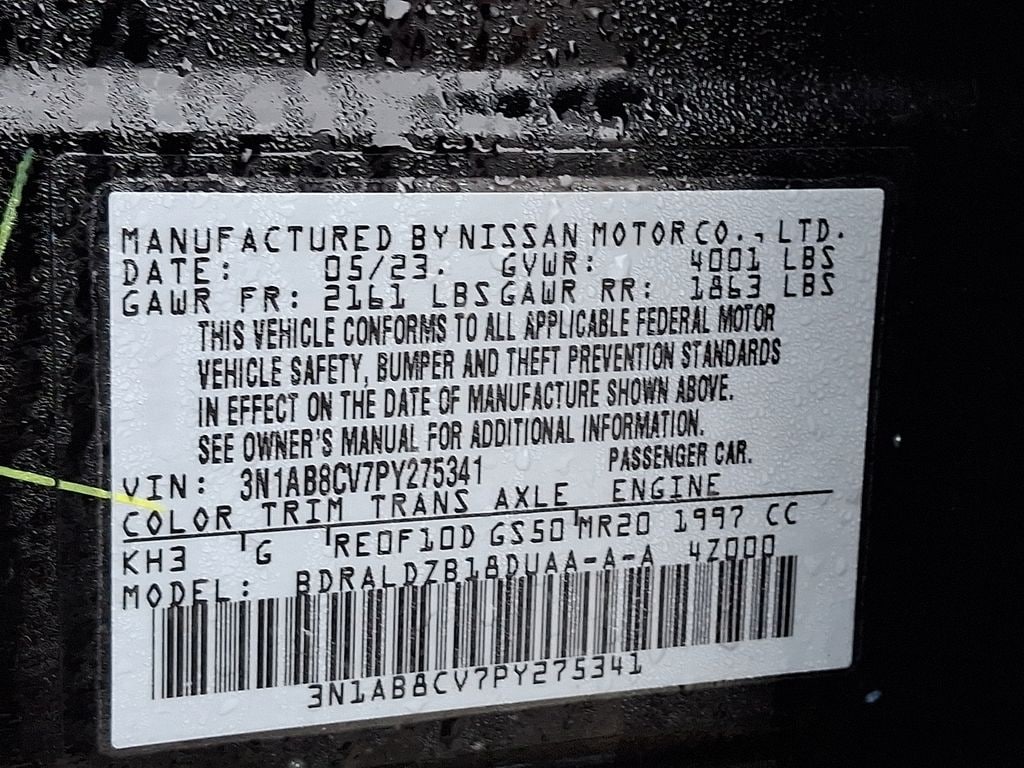 MANUFACTURED BY NISSAN MOTOR CO., LTD.
DATE: 05/23. GVWR: 4001 LBS
GAWR FR: 2161 LBS GAWR RR: 1863 LBS
THIS VEHICLE CONFORMS TO ALL APPLICABLE FEDERAL MOTOR
VEHICLE SAFETY, BUMPER AND THEFT PREVENTION STANDARDS
IN EFFECT ON THE DATE OF MANUFACTURE SHOWN ABOVE.
SEE OWNER'S MANUAL FOR ADDITIONAL INFORMATION.
VIN: 3N1AB8CV7PY275341 PASSENGER CAR.
COLOR TRIM TRANS AXLE ENGINE
KH3 G RE0F10D GS50 MR20 1997 CC
MODEL: BDRALDZB18DUAA-A-A 4Z000
3N1AB8CV7PY275341